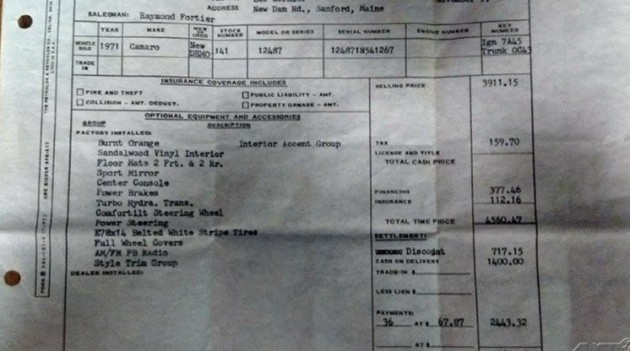 ADDRESS New Dam Rd., Sanford, Maine
SALESMAN: Raymond Fortier
YEAR MAKE NEW OR USED STOCK NUMBER MODEL OR SERIES SERIAL NUMBER ENGINE NUMBER KEY NUMBER
VEHICLE SOLD 1971 Camaro New DEMO 141 12487 124871N541267 Ign 7A45
Trunk
TRADE IN
INSURANCE COVERAGE INCLUDES SELLING PRICE 3911.15
FIRE AND THEFT PUBLIC LIABILITY - AMT.
COLLISION - AMT. DEDUCT. PROPERTY DAMAGE - AMT.
OPTIONAL EQUIPMENT AND ACCESSORIES
GROUP DESCRIPTION
FACTORY INSTALLED:
Burnt Orange Interior Accent Group TAX 159.70
Sandalwood Vinyl Interior LICENSE AND TITLE
Floor Mats 2 Frt. & 2 Rr. TOTAL CASH PRICE
Sport Mirror
Center Console
Power Brakes FINANCING 377.46
Turbo Hydra. Trans. INSURANCE 112.16
Comfortilt Steering Wheel
Power Steering TOTAL TIME PRICE 4560.47
E78x14 Belted White Stripe Tires
Full Wheel Covers SETTLEMENT:
AM/FM PB Radio Discount 717.15
Style Trim Group CASH ON DELIVERY 1400.00
DEALER INSTALLED: TRADE-IN $
LESS LIEN $
PAYMENTS:
36 AT $ 67.87 2443.32
AT $